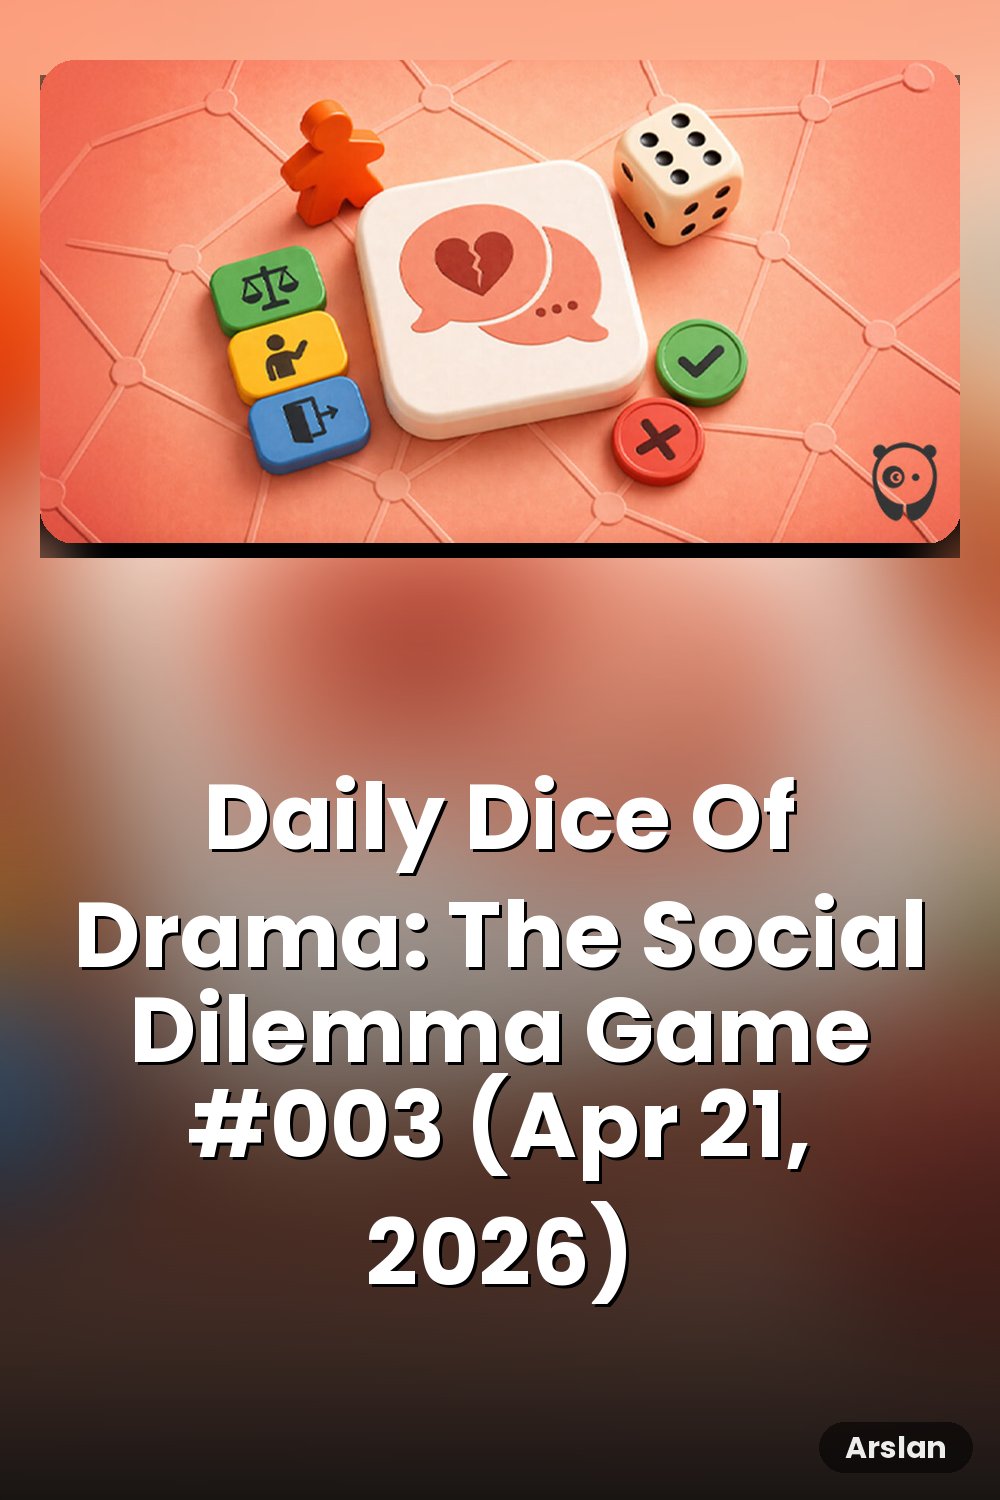 Daily Dice Of
Drama: The Social
Dilemma Game
#003 (Apr 21,
2026)
Arslan